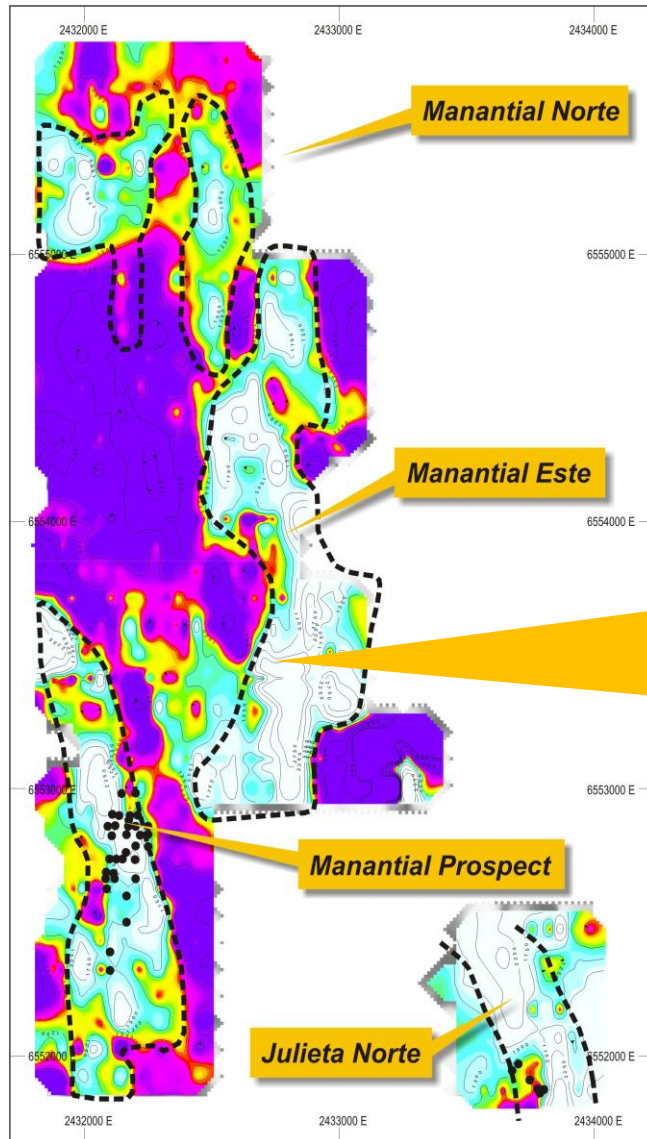 2432000 E
2433000 E
2434000 E
Manantial Norte
6555000 E
6555000 E
Manantial Este
6554000 E
6554000 E
6553000 E
6553000 E
Manantial Prospect
Julieta Norte
6552000 E
6552000 E
2432000 E
2433000 E
2434000 E